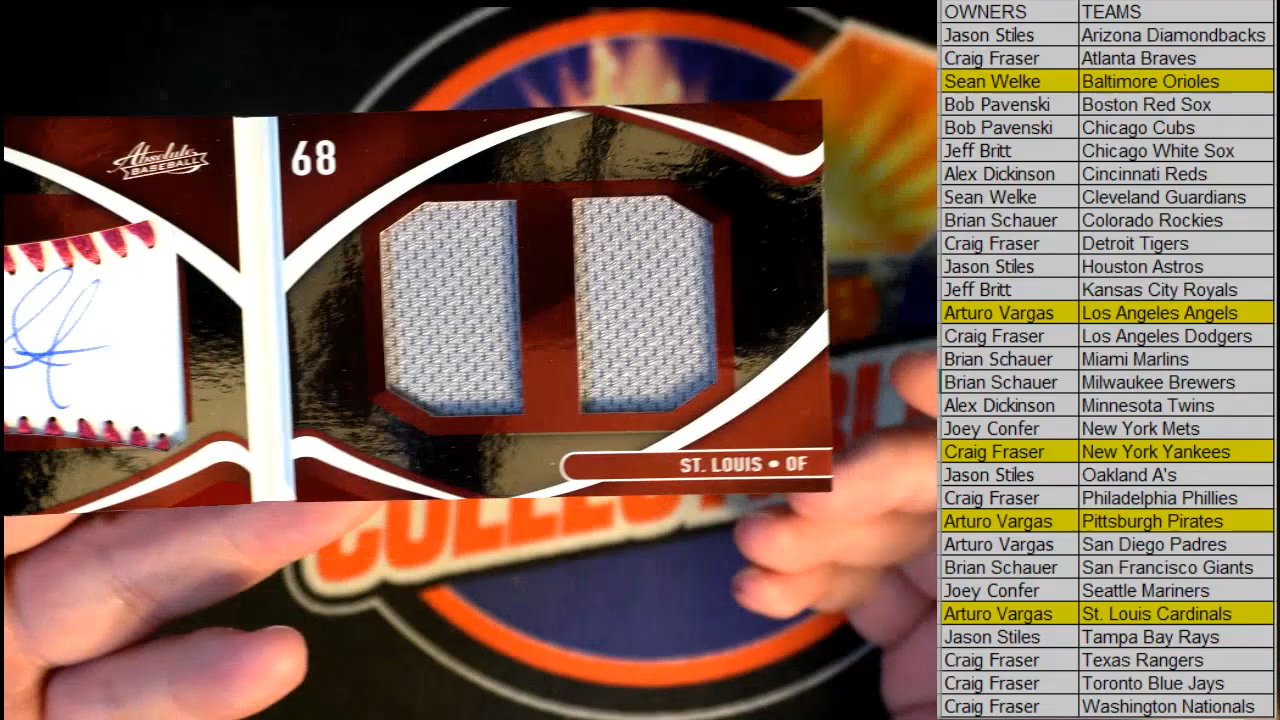 Absolute
BASEBALL
68
ST. LOUIS • OF
COLLECT
OWNERS TEAMS
Jason Stiles Arizona Diamondbacks
Craig Fraser Atlanta Braves
Sean Welke Baltimore Orioles
Bob Pavenski Boston Red Sox
Bob Pavenski Chicago Cubs
Jeff Britt Chicago White Sox
Alex Dickinson Cincinnati Reds
Sean Welke Cleveland Guardians
Brian Schauer Colorado Rockies
Craig Fraser Detroit Tigers
Jason Stiles Houston Astros
Jeff Britt Kansas City Royals
Arturo Vargas Los Angeles Angels
Craig Fraser Los Angeles Dodgers
Brian Schauer Miami Marlins
Brian Schauer Milwaukee Brewers
Alex Dickinson Minnesota Twins
Joey Confer New York Mets
Craig Fraser New York Yankees
Jason Stiles Oakland A's
Craig Fraser Philadelphia Phillies
Arturo Vargas Pittsburgh Pirates
Arturo Vargas San Diego Padres
Brian Schauer San Francisco Giants
Joey Confer Seattle Mariners
Arturo Vargas St. Louis Cardinals
Jason Stiles Tampa Bay Rays
Craig Fraser Texas Rangers
Craig Fraser Toronto Blue Jays
Craig Fraser Washington Nationals